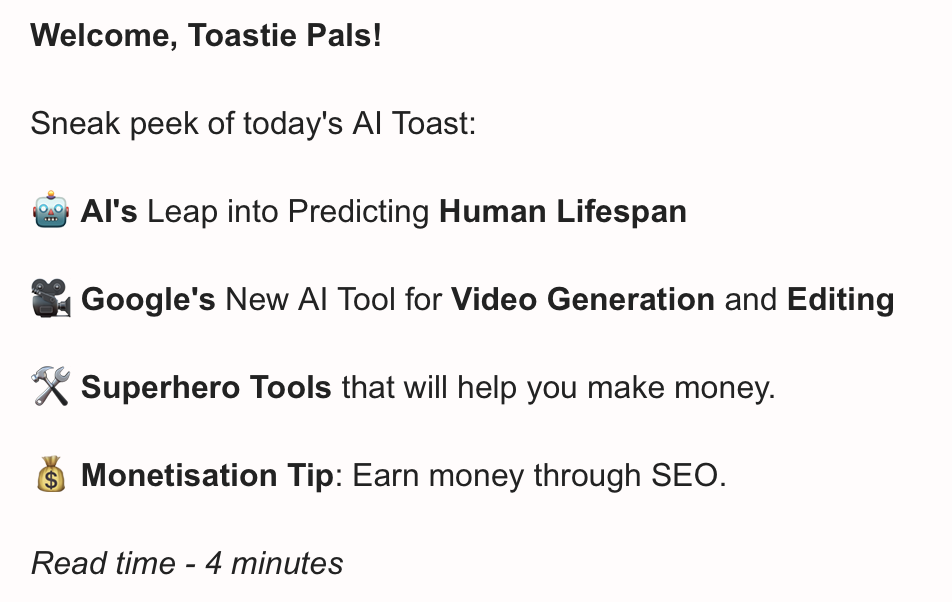 Welcome, Toastie Pals!
Sneak peek of today's AI Toast:
🤖 AI's Leap into Predicting Human Lifespan
🎥 Google's New AI Tool for Video Generation and Editing
🛠️ Superhero Tools that will help you make money.
💰 Monetisation Tip: Earn money through SEO.
Read time - 4 minutes